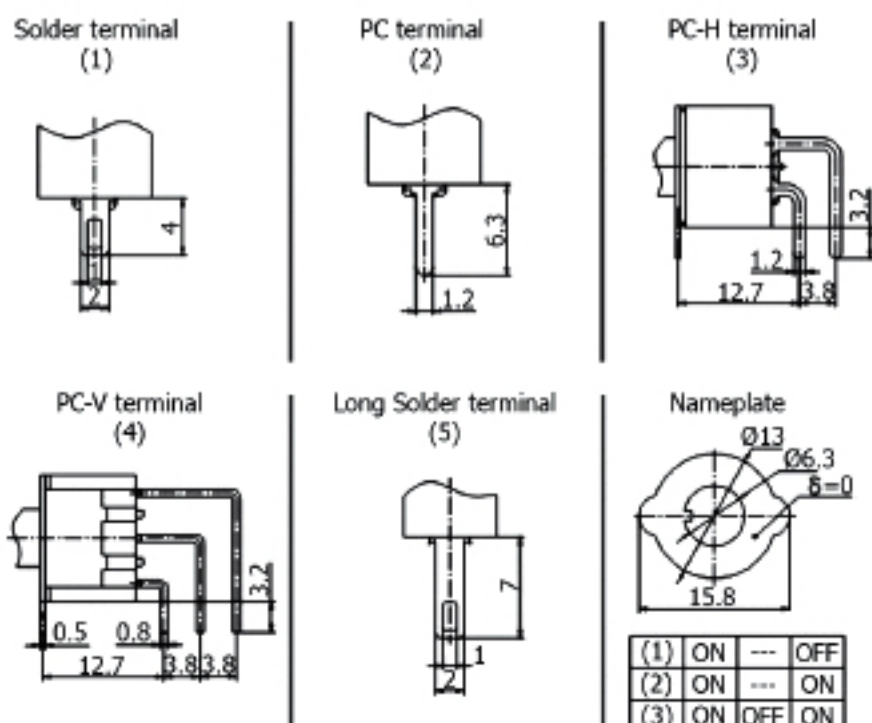 Solder terminal
(1)
4
2
PC terminal
(2)
6.3
1.2
PC-H terminal
(3)
3.2
1.2
12.7
3.8
PC-V terminal
(4)
3.2
0.5
0.8
12.7
3.8
3.8
Long Solder terminal
(5)
7
1
2
Nameplate
Ø13
Ø6.3
δ=0
15.8
(1) ON --- OFF
(2) ON --- ON
(3) ON OFF ON